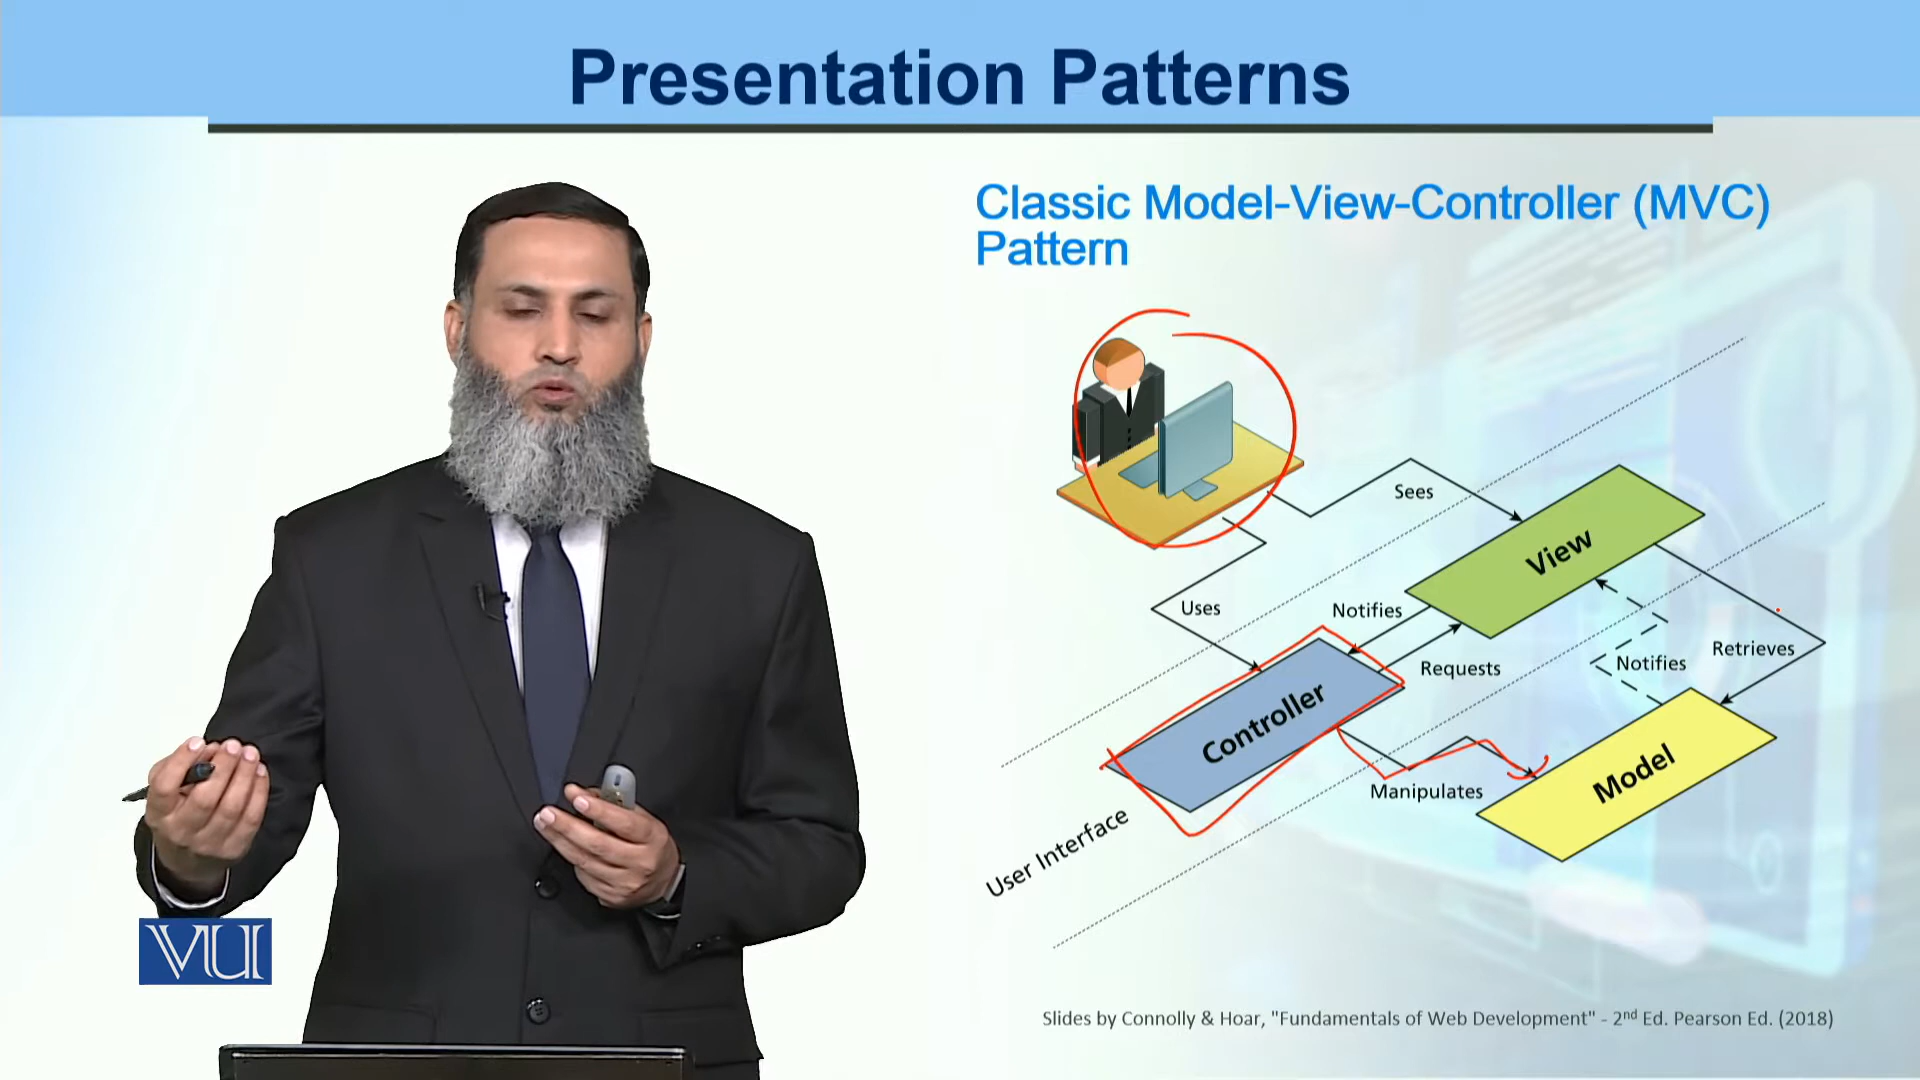 Presentation Patterns
Classic Model-View-Controller (MVC)
Pattern
Sees
View
Uses
Notifies
Requests
Notifies
Retrieves
Controller
Manipulates
Model
User Interface
VU
Slides by Connolly & Hoar, "Fundamentals of Web Development" - 2nd Ed. Pearson Ed. (2018)